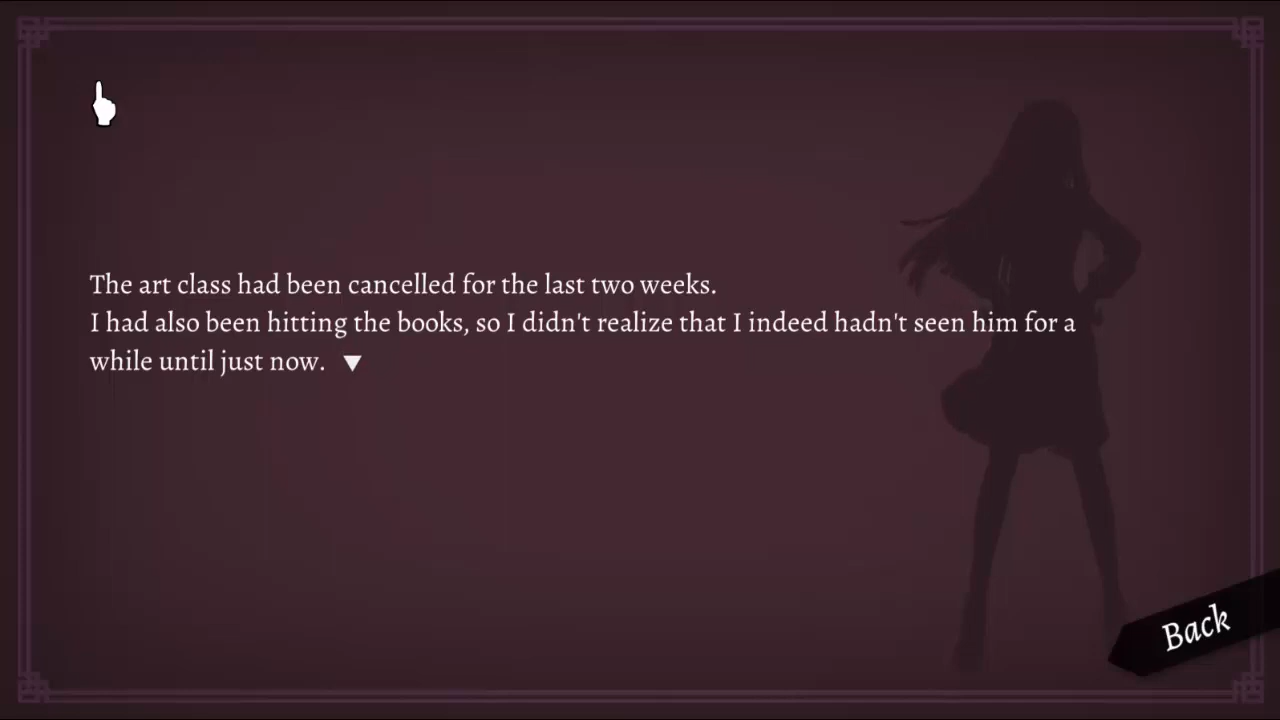 The art class had been cancelled for the last two weeks.
I had also been hitting the books, so I didn't realize that I indeed hadn't seen him for a
while until just now.
Back